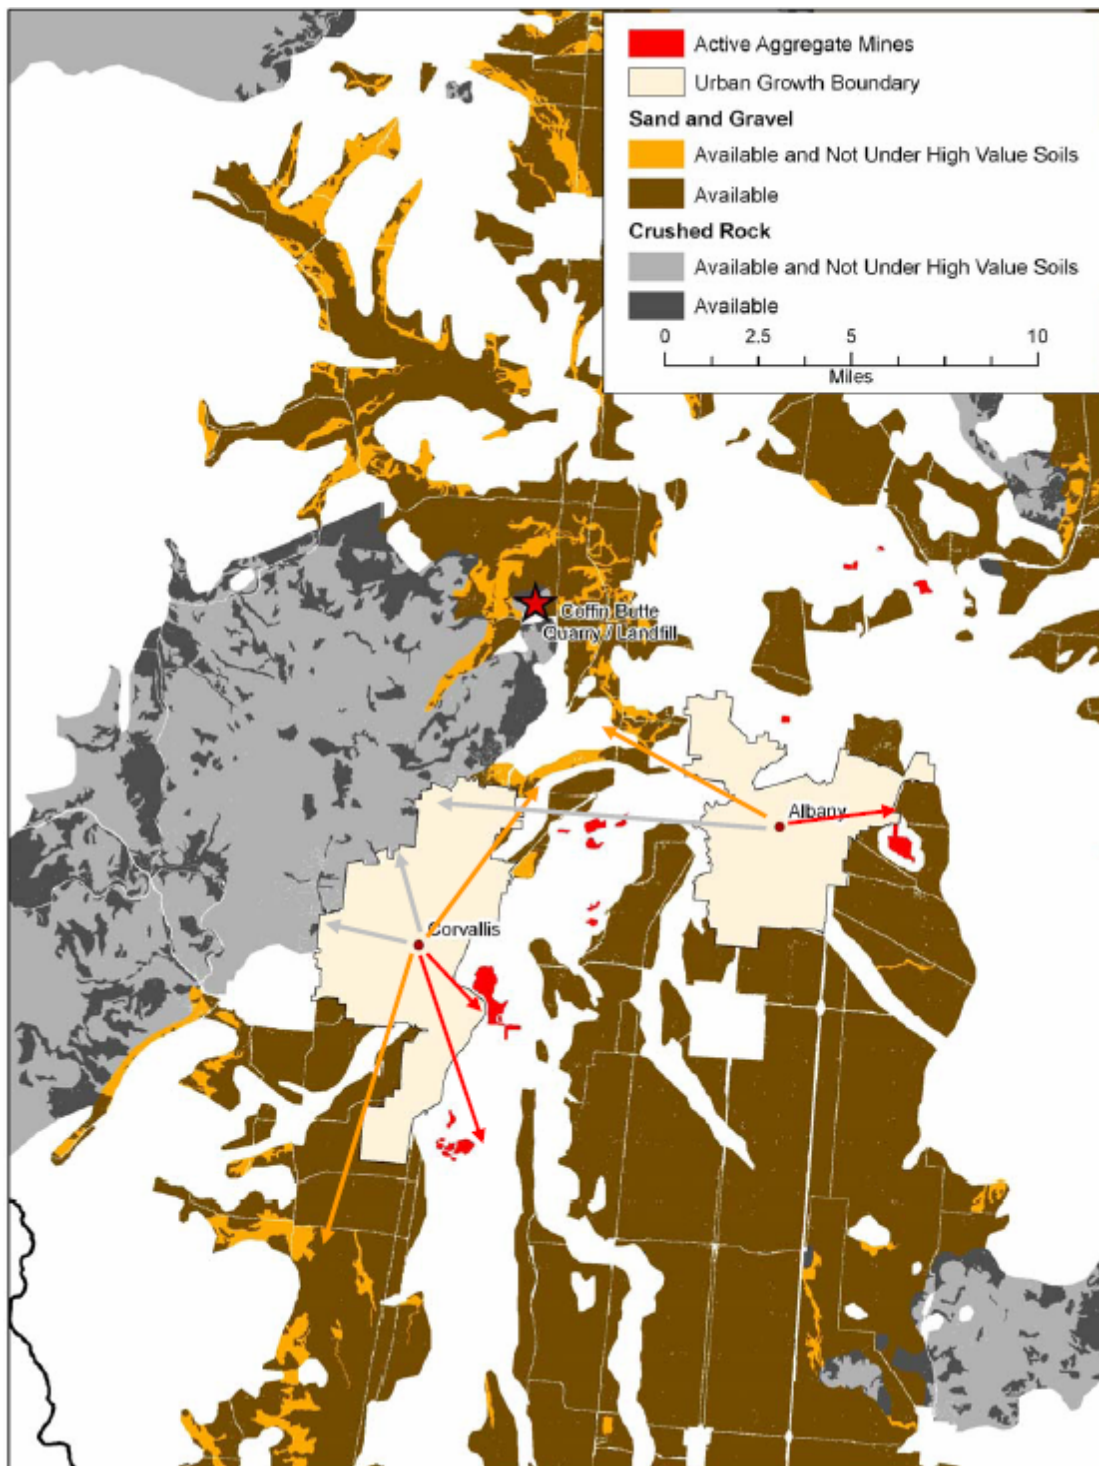 Active Aggregate Mines
Urban Growth Boundary
Sand and Gravel
Available and Not Under High Value Soils
Available
Crushed Rock
Available and Not Under High Value Soils
Available
0 2.5 5 10
Miles
Coffin Butte
Quarry / Landfill
Albany
Corvallis